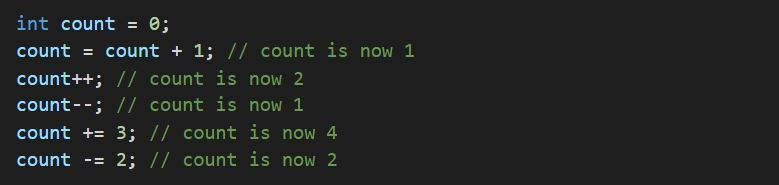 int count = 0;
count = count + 1; // count is now 1
count++; // count is now 2
count--; // count is now 1
count += 3; // count is now 4
count -= 2; // count is now 2